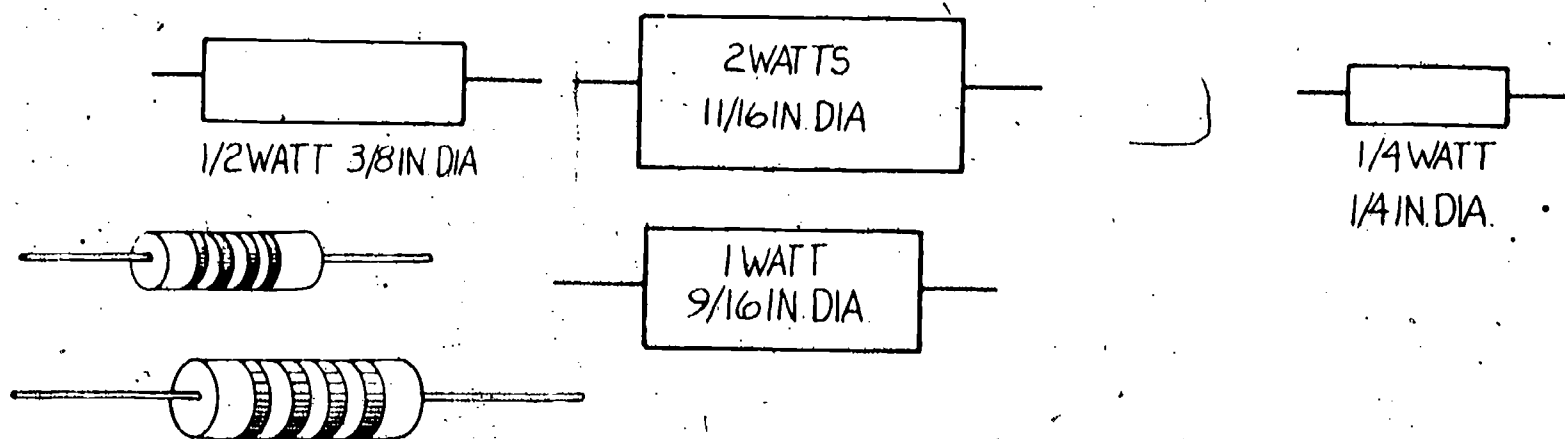 1/2 WATT 3/8 IN. DIA
2 WATTS
11/16 IN. DIA
1/4 WATT
1/4 IN. DIA.
1 WATT
9/16 IN. DIA